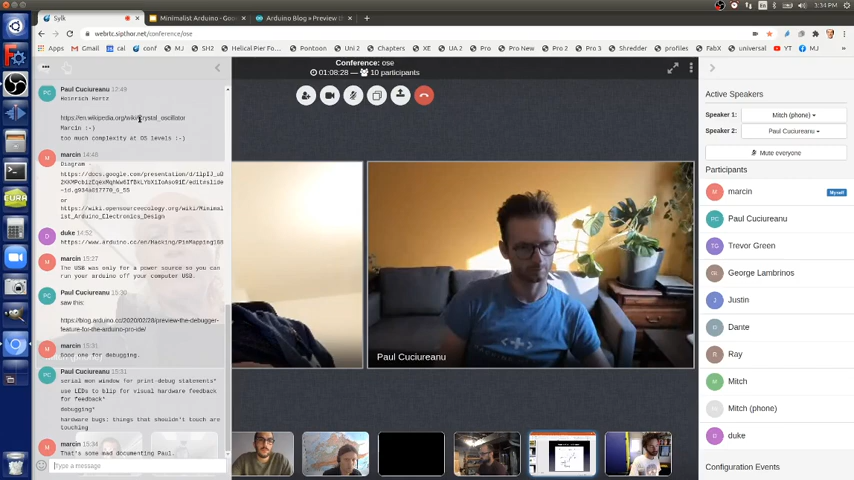 3:34 PM
Sylk
Minimalist Arduino - Goo
Arduino Blog » Preview th
webrtc.sipthor.net/conference/ose
Apps
Gmail
cal
conf
MJ
SH2
Helical Pier Fo...
Pontoon
Uni 2
Chapters
XE
UA 2
Pro
Pro New
Pro 2
Pro 3
Shredder
profiles
FabX
universal
YT
MJ
Conference: ose
01:08:28 - 10 participants
Paul Cuciureanu 12:49
Heinrich Hertz
https://en.wikipedia.org/wiki/Crystal_oscillator
Marcin :-)
too much complexity at OS levels :-)
marcin 14:46
Diagram -
or
https://wiki.opensourceecology.org/wiki/Minimal
ist_Arduino_Electronics_Design
duke 14:52
https://www.arduino.cc/en/Hacking/PinMapping168
marcin 15:27
The USB was only for a power source so you can
run your arduino off your computer USB.
Paul Cuciureanu 15:30
saw this:
https://blog.arduino.cc/2020/02/28/preview-the-debugger-
feature-for-the-arduino-pro-ide/
marcin 15:31
Good one for debugging.
Paul Cuciureanu 15:31
serial mon window for print-debug statements"
use LEDs to blip for visual hardware feedback
for feedback"
debugging"
hardware bugs: things that shouldn't touch are
touching
marcin 15:34
That's some mad documenting Paul.
Type a message
Paul Cuciureanu
Active Speakers
Speaker 1:
Mitch (phone)
Speaker 2:
Paul Cuciureanu
Mute everyone
Participants
marcin
Myself
Paul Cuciureanu
Trevor Green
George Lambrinos
Justin
Dante
Ray
Mitch
Mitch (phone)
duke
Configuration Events